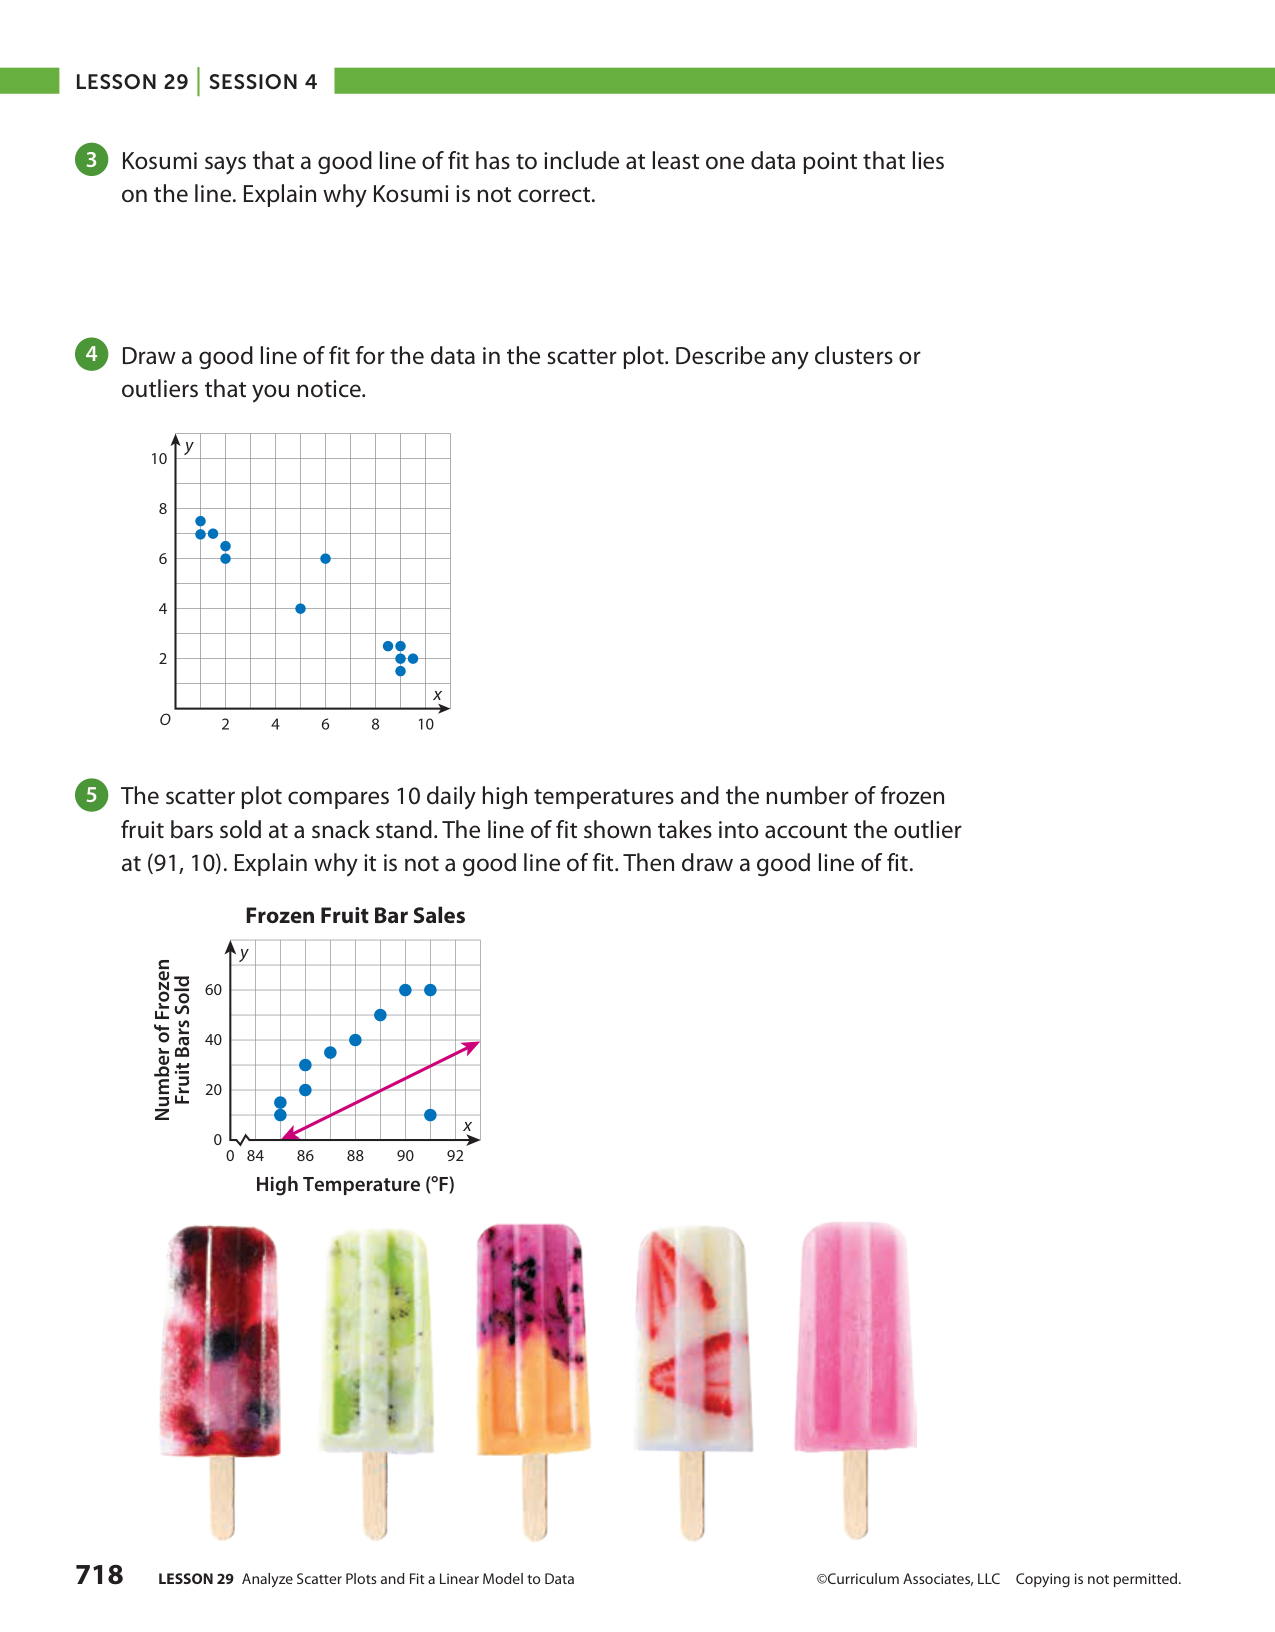 LESSON 29 | SESSION 4
3 Kosumi says that a good line of fit has to include at least one data point that lies
on the line. Explain why Kosumi is not correct.
4 Draw a good line of fit for the data in the scatter plot. Describe any clusters or
outliers that you notice.
y
10
8
6
4
2
x
O 2 4 6 8 10
5 The scatter plot compares 10 daily high temperatures and the number of frozen
fruit bars sold at a snack stand. The line of fit shown takes into account the outlier
at (91, 10). Explain why it is not a good line of fit. Then draw a good line of fit.
Frozen Fruit Bar Sales
Number of Frozen
Fruit Bars Sold
y
60
40
20
0
x
0 84 86 88 90 92
High Temperature (°F)
718 LESSON 29 Analyze Scatter Plots and Fit a Linear Model to Data ©Curriculum Associates, LLC Copying is not permitted.